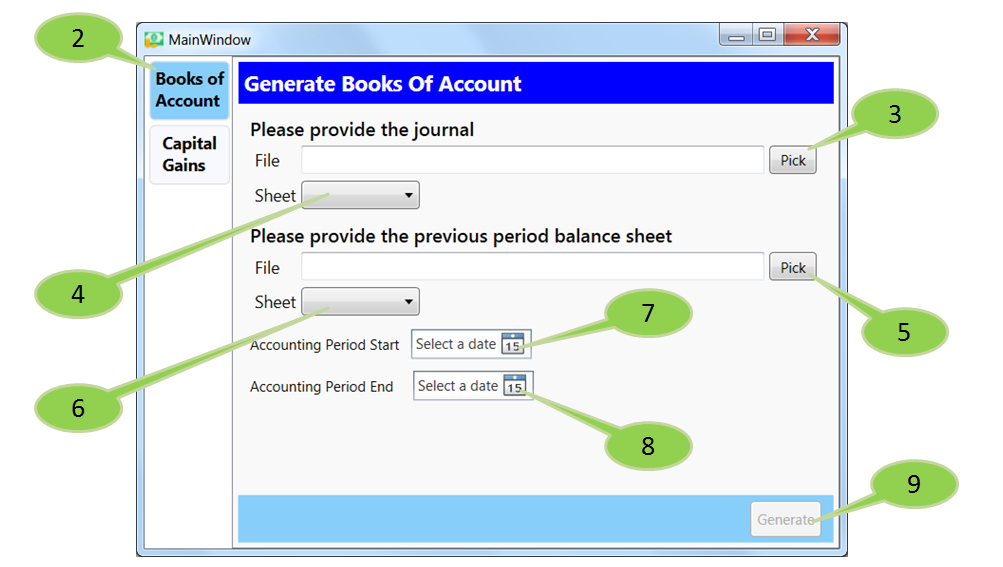 2
MainWindow
Books of
Account
Generate Books Of Account
3
Capital
Gains
Please provide the journal
File
Pick
Sheet
Please provide the previous period balance sheet
4
File
Pick
Sheet
7
5
Accounting Period Start
Select a date
15
6
Accounting Period End
Select a date
15
8
9
Generate